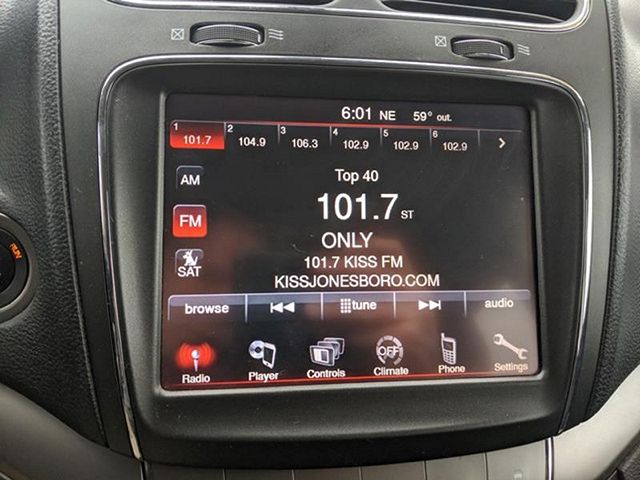 6:01 NE 59° out.
1 101.7 2 104.9 3 106.3 4 102.9 5 102.9 6 102.9 >
AM
Top 40
101.7 ST
FM
ONLY
101.7 KISS FM
SAT
KISSJONESBORO.COM
browse tune audio
OFF
Radio Player Controls Climate Phone Settings
RUN